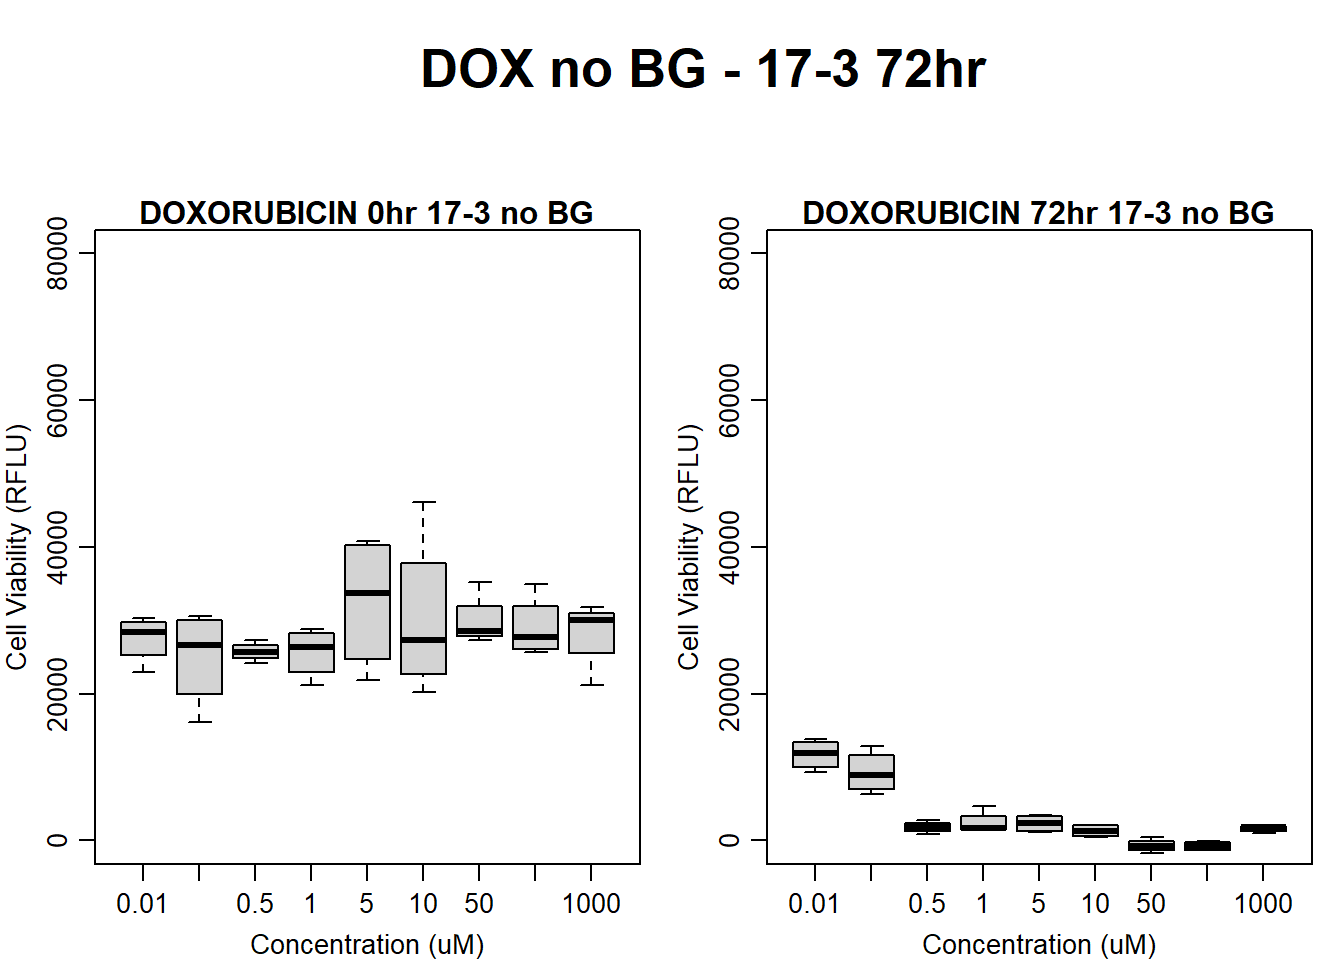 DOX no BG - 17-3 72hr
DOXORUBICIN 0hr 17-3 no BG
80000
60000
40000
20000
0
Cell Viability (RFLU)
0.01 0.5 1 5 10 50 1000
Concentration (uM)
DOXORUBICIN 72hr 17-3 no BG
80000
60000
40000
20000
0
Cell Viability (RFLU)
0.01 0.5 1 5 10 50 1000
Concentration (uM)